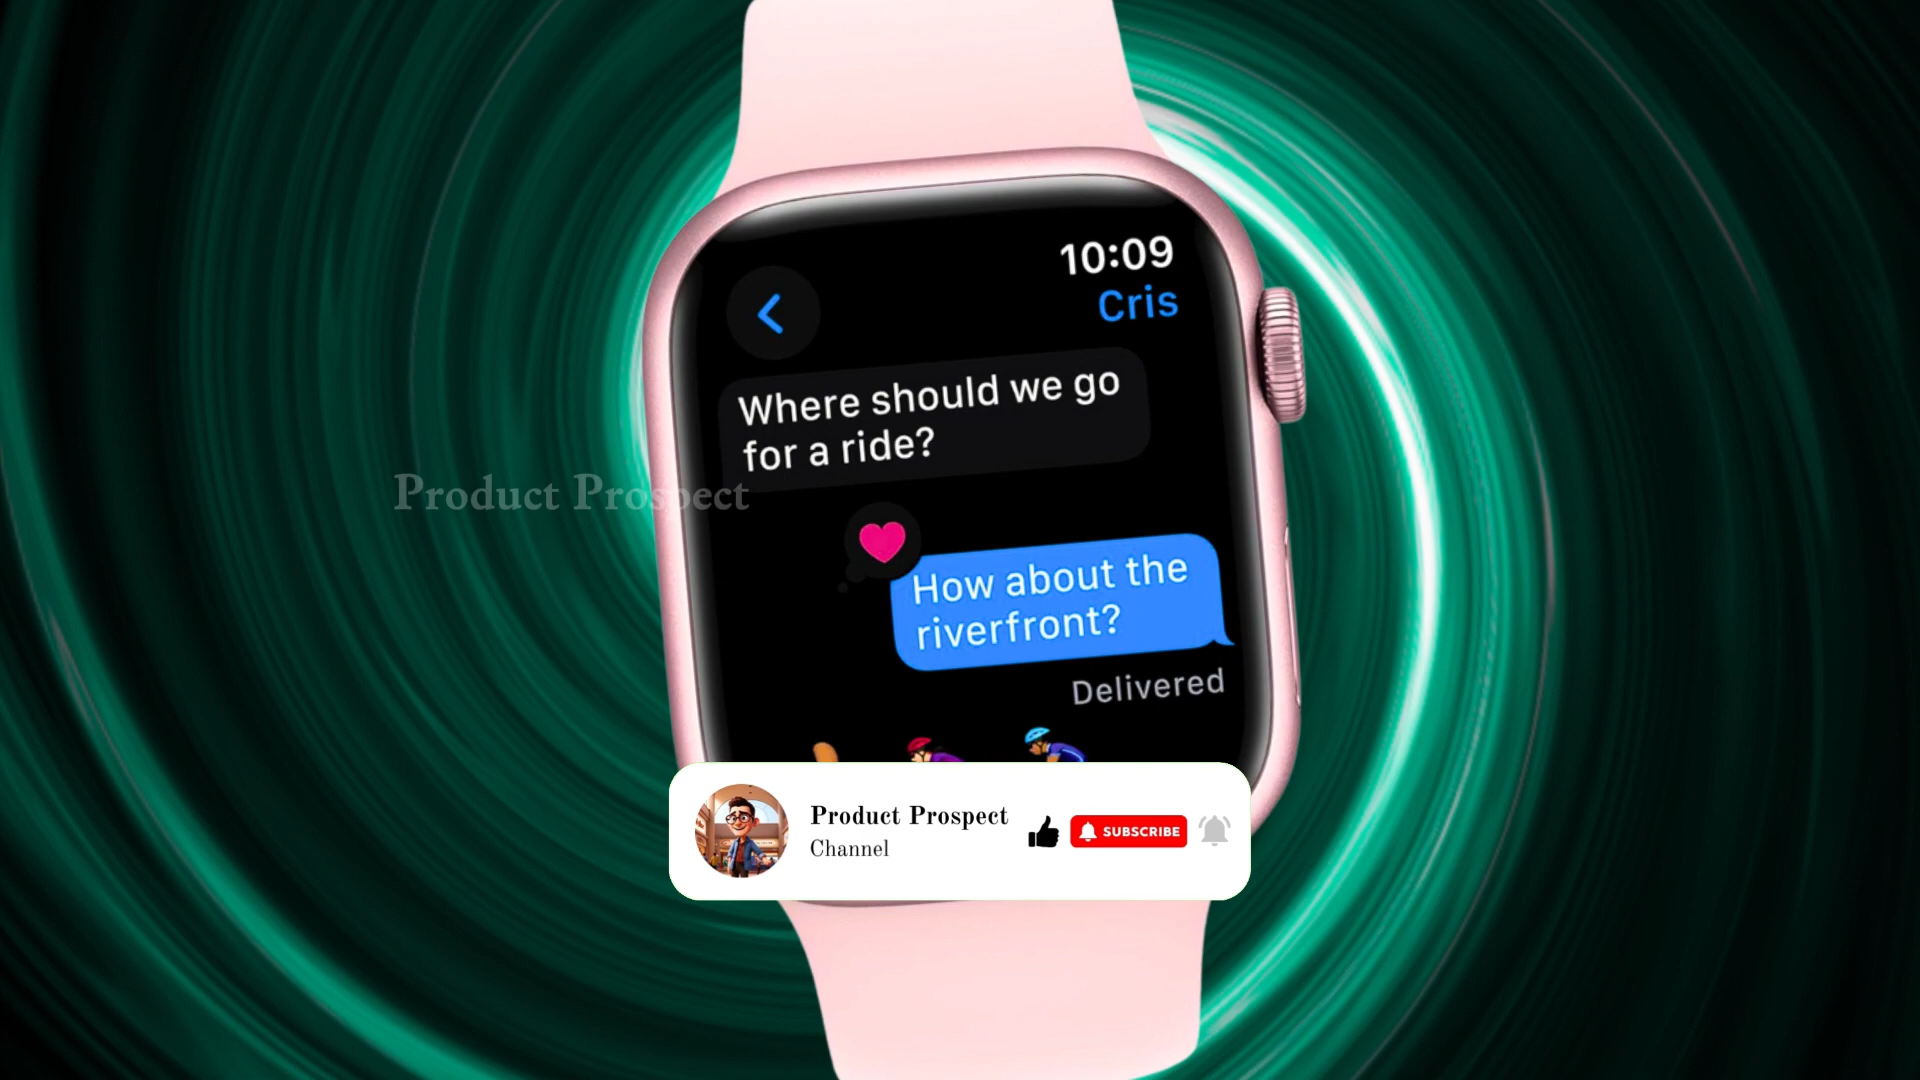 10:09
Cris
Where should we go
for a ride?
Product Prospect
How about the
riverfront?
Delivered
Product Prospect
Channel
SUBSCRIBE